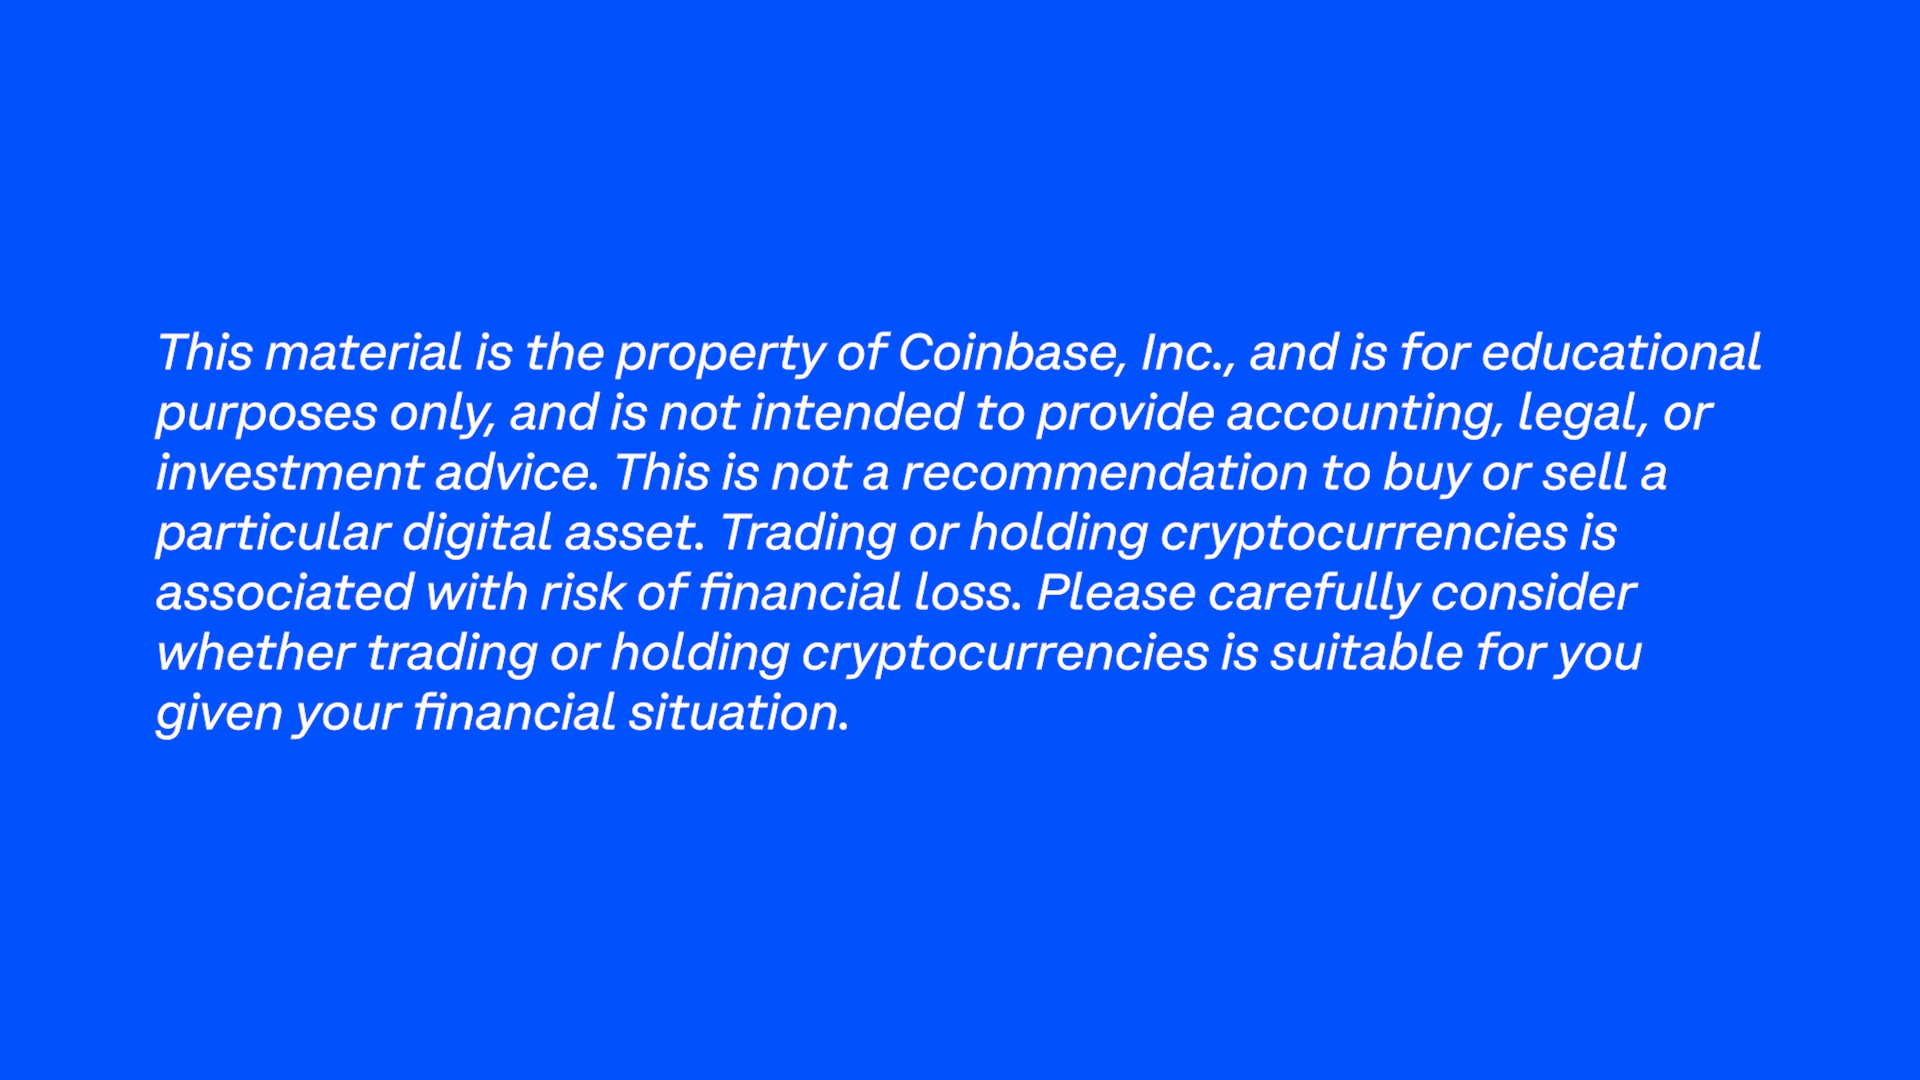 This material is the property of Coinbase, Inc., and is for educational
purposes only, and is not intended to provide accounting, legal, or
investment advice. This is not a recommendation to buy or sell a
particular digital asset. Trading or holding cryptocurrencies is
associated with risk of financial loss. Please carefully consider
whether trading or holding cryptocurrencies is suitable for you
given your financial situation.